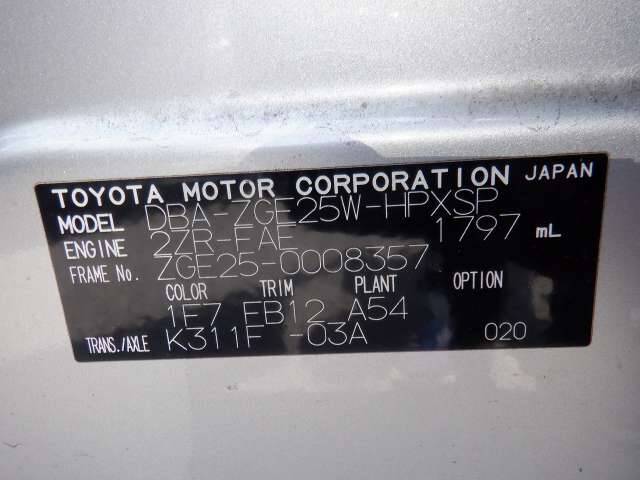 TOYOTA MOTOR CORPORATION JAPAN
MODEL DBA-ZGE25W-HPXSP
ENGINE 2ZR-FAE 1797 mL
FRAME No. ZGE25-0008357
COLOR TRIM PLANT OPTION
1F7 FB12 A54
TRANS./AXLE K311F -03A 020